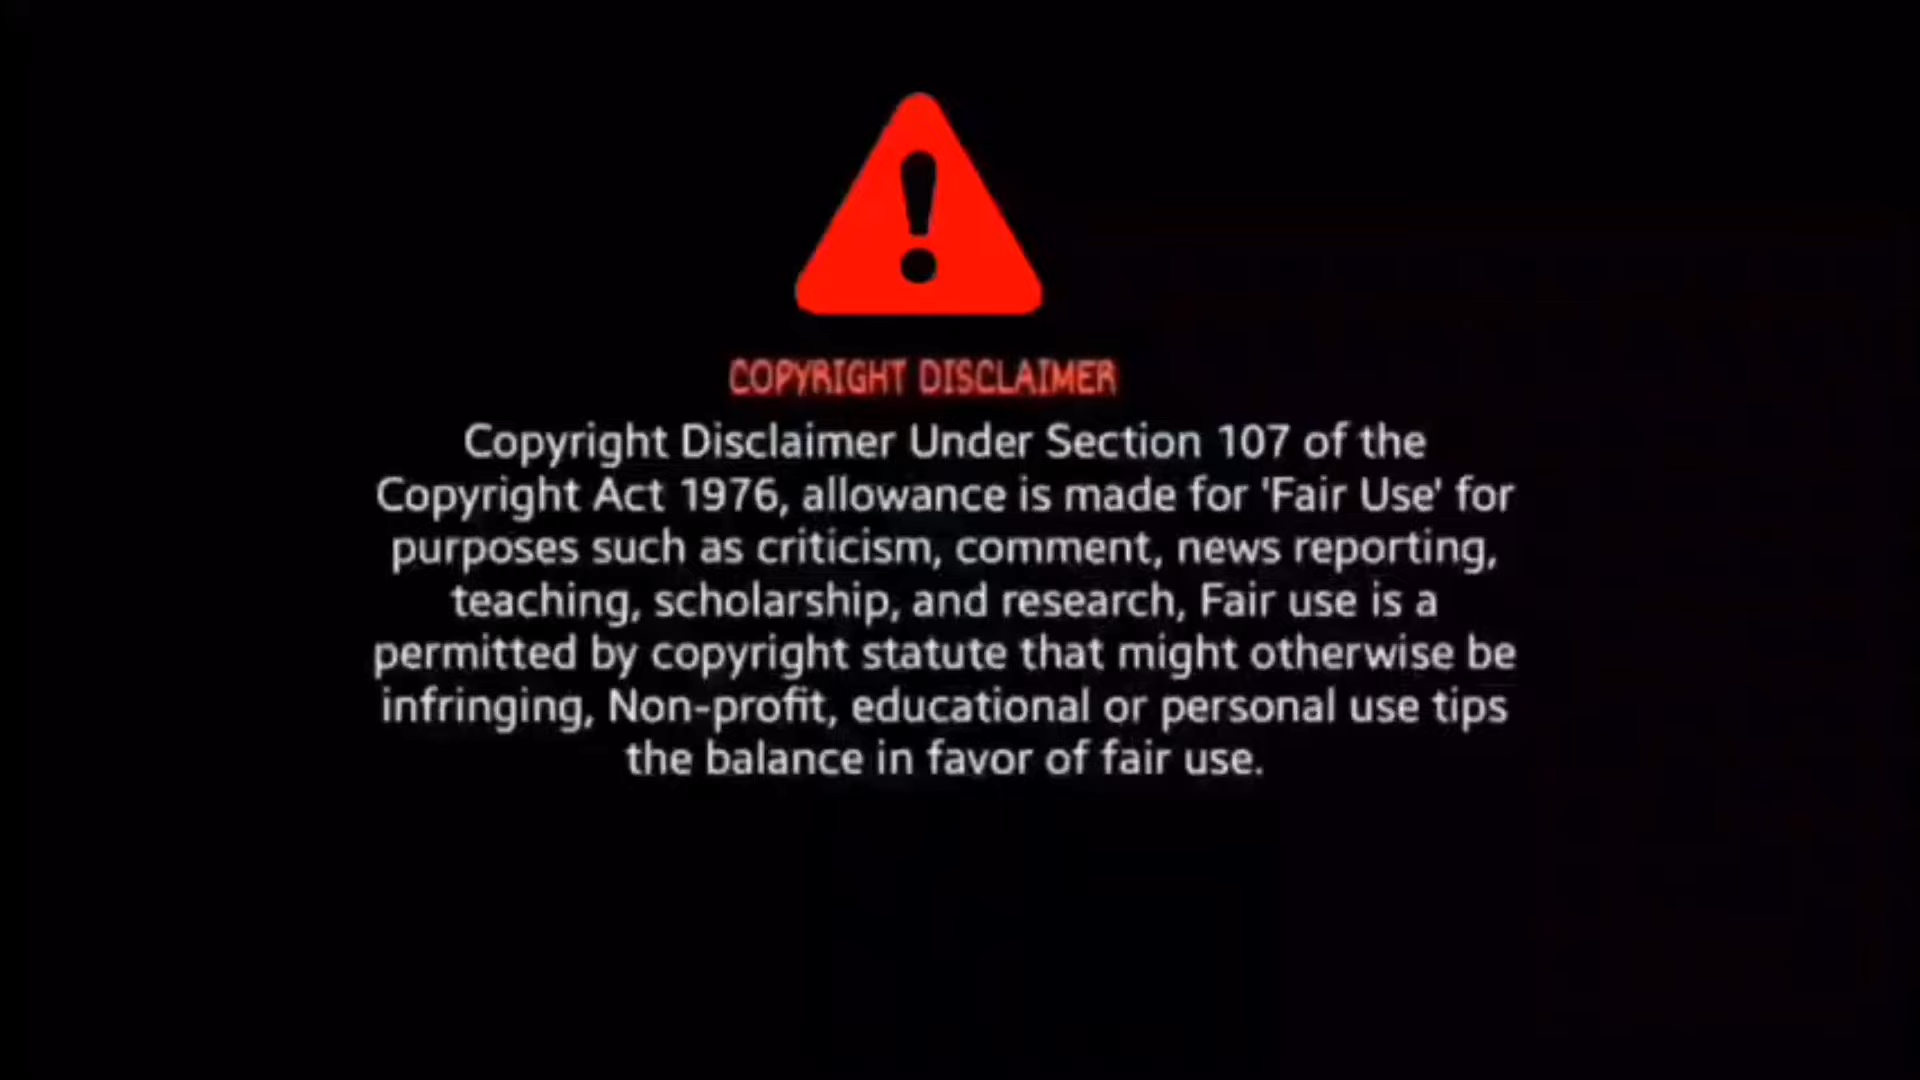 COPYRIGHT DISCLAIMER
Copyright Disclaimer Under Section 107 of the
Copyright Act 1976, allowance is made for 'Fair Use' for
purposes such as criticism, comment, news reporting,
teaching, scholarship, and research, Fair use is a
permitted by copyright statute that might otherwise be
infringing, Non-profit, educational or personal use tips
the balance in favor of fair use.